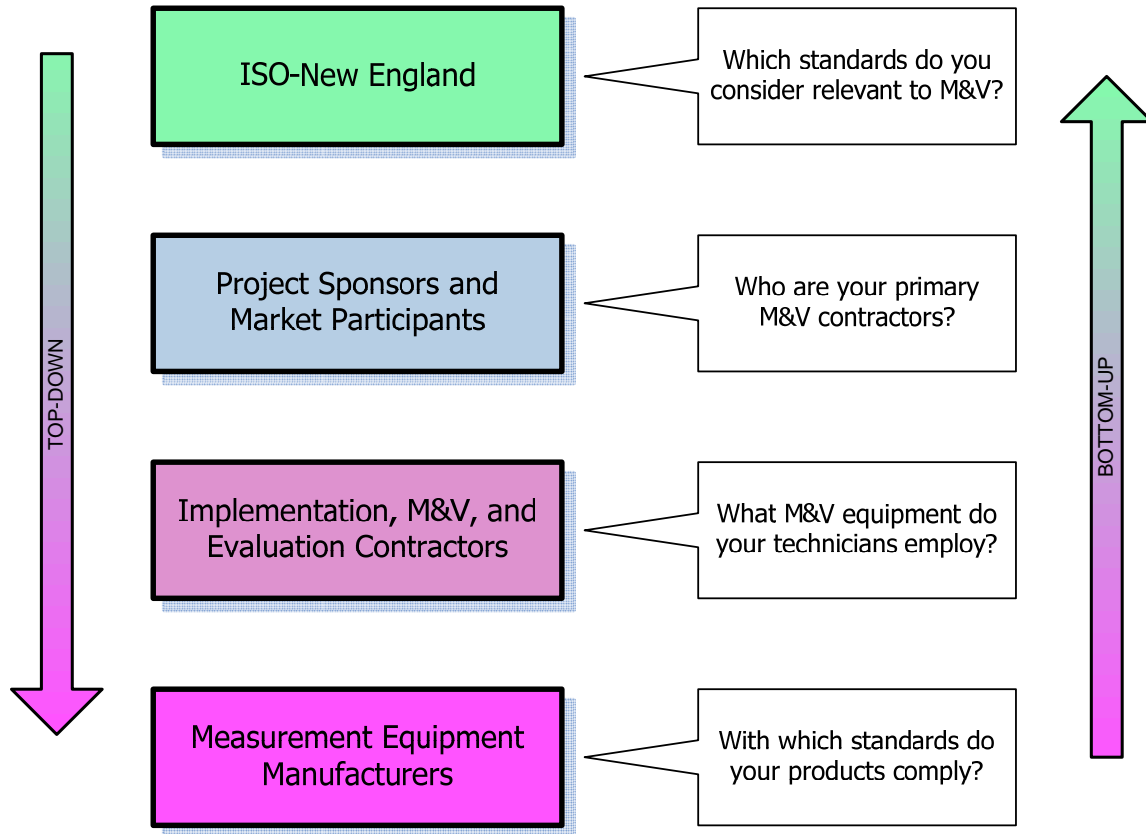 ISO-New England
Which standards do you
consider relevant to M&V?
Project Sponsors and
Market Participants
Who are your primary
M&V contractors?
TOP-DOWN
BOTTOM-UP
Implementation, M&V, and
Evaluation Contractors
What M&V equipment do
your technicians employ?
Measurement Equipment
Manufacturers
With which standards do
your products comply?